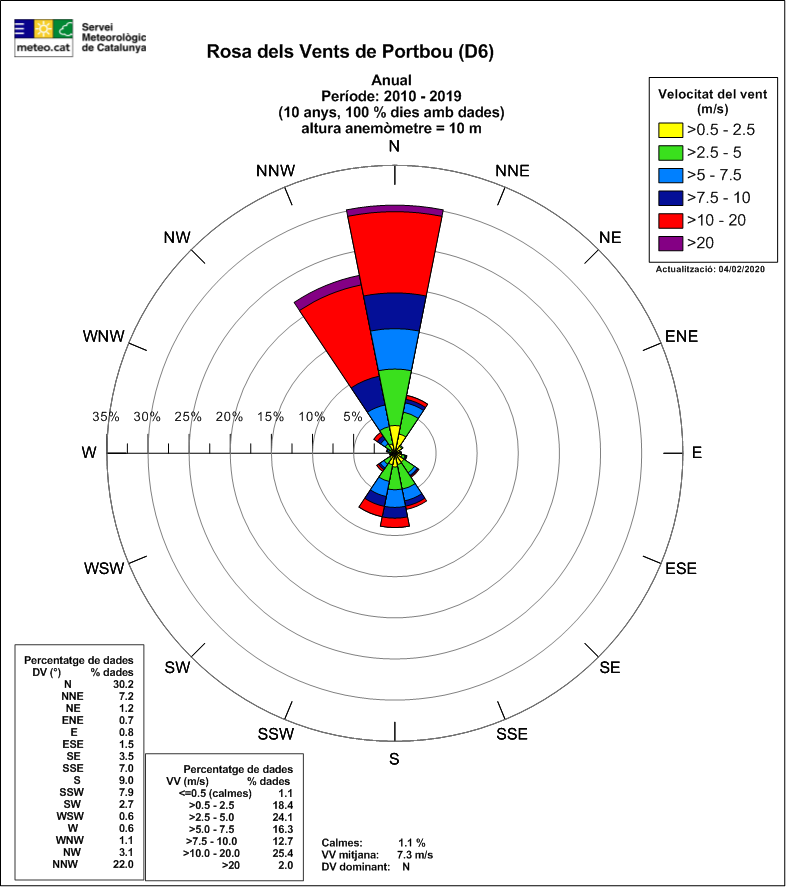 Servei
Meteorològic
de Catalunya
meteo.cat
Rosa dels Vents de Portbou (D6)
Anual
Període: 2010 - 2019
(10 anys, 100 % dies amb dades)
altura anemòmetre = 10 m
Velocitat del vent
(m/s)
>0.5 - 2.5
>2.5 - 5
>5 - 7.5
>7.5 - 10
>10 - 20
>20
Actualització: 04/02/2020
N
NNW
NNE
NW
NE
WNW
ENE
35% 30% 25% 20% 15% 10% 5%
W
E
WSW
ESE
SW
SE
SSW
SSE
S
Percentatge de dades
DV (°) % dades
N 30.2
NNE 7.2
NE 1.2
ENE 0.7
E 0.8
ESE 1.5
SE 3.5
SSE 7.0
S 9.0
SSW 7.9
SW 2.7
WSW 0.6
W 0.6
WNW 1.1
NW 3.1
NNW 22.0
Percentatge de dades
VV (m/s) % dades
<=0.5 (calmes) 1.1
>0.5 - 2.5 18.4
>2.5 - 5.0 24.1
>5.0 - 7.5 16.3
>7.5 - 10.0 12.7
>10.0 - 20.0 25.4
>20 2.0
Calmes: 1.1 %
VV mitjana: 7.3 m/s
DV dominant: N